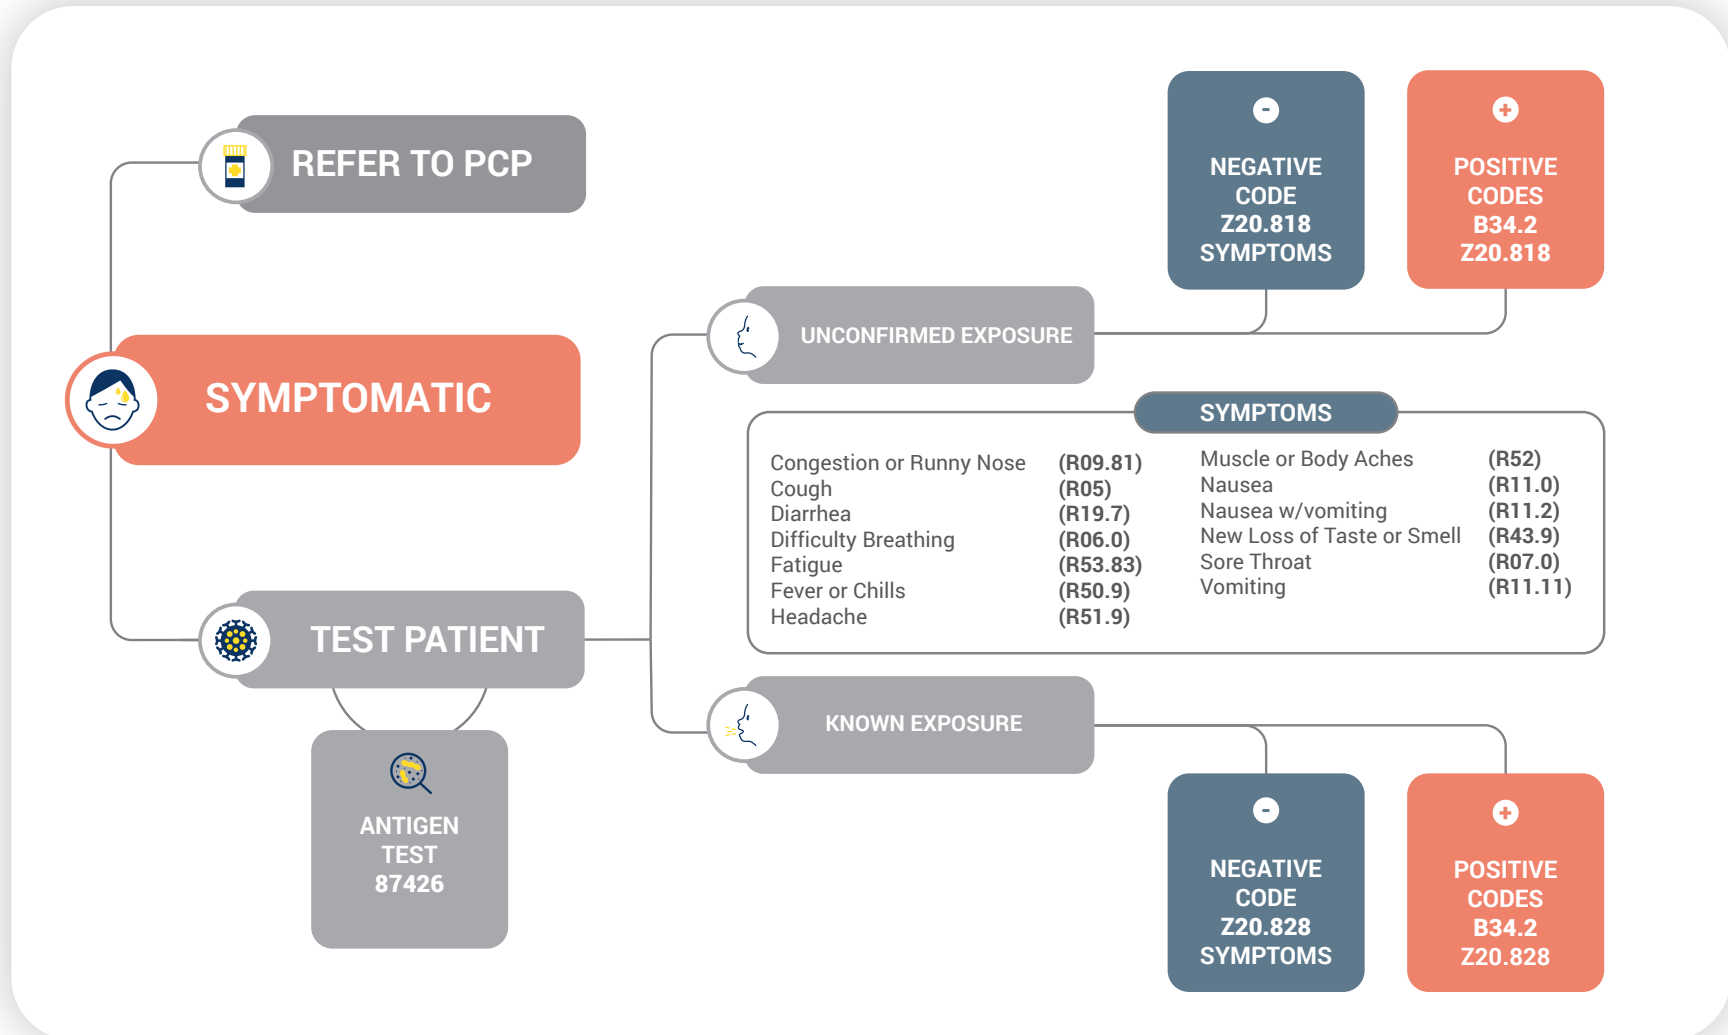 REFER TO PCP
SYMPTOMATIC
TEST PATIENT
ANTIGEN
TEST
87426
UNCONFIRMED EXPOSURE
-
NEGATIVE
CODE
Z20.818
SYMPTOMS
+
POSITIVE
CODES
B34.2
Z20.818
SYMPTOMS
Congestion or Runny Nose (R09.81)
Cough (R05)
Diarrhea (R19.7)
Difficulty Breathing (R06.0)
Fatigue (R53.83)
Fever or Chills (R50.9)
Headache (R51.9)
Muscle or Body Aches (R52)
Nausea (R11.0)
Nausea w/vomiting (R11.2)
New Loss of Taste or Smell (R43.9)
Sore Throat (R07.0)
Vomiting (R11.11)
KNOWN EXPOSURE
-
NEGATIVE
CODE
Z20.828
SYMPTOMS
+
POSITIVE
CODES
B34.2
Z20.828